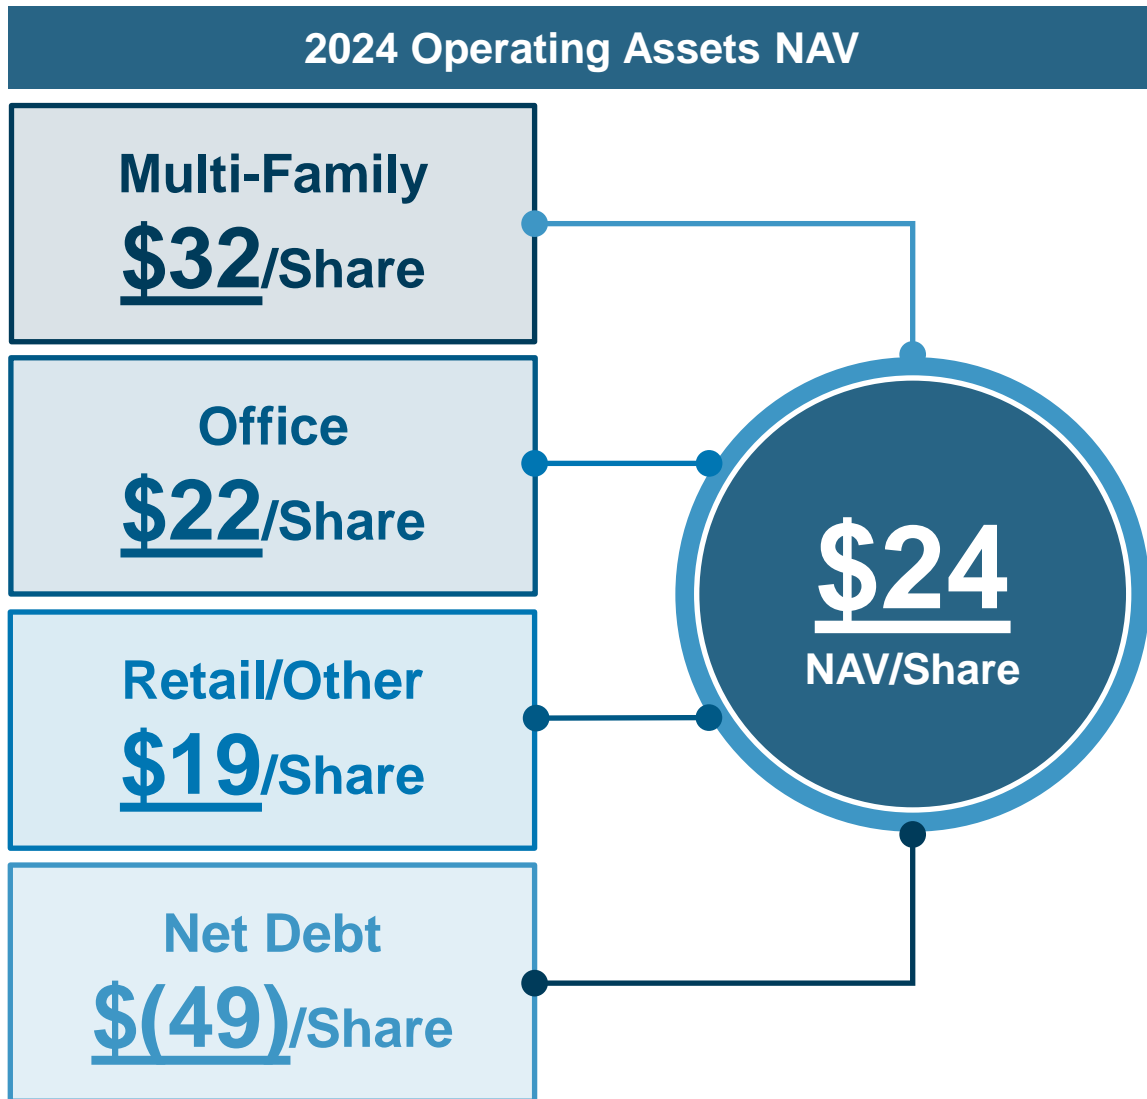 2024 Operating Assets NAV
Multi-Family
$32/Share
Office
$22/Share
Retail/Other
$19/Share
Net Debt
$(49)/Share
$24
NAV/Share